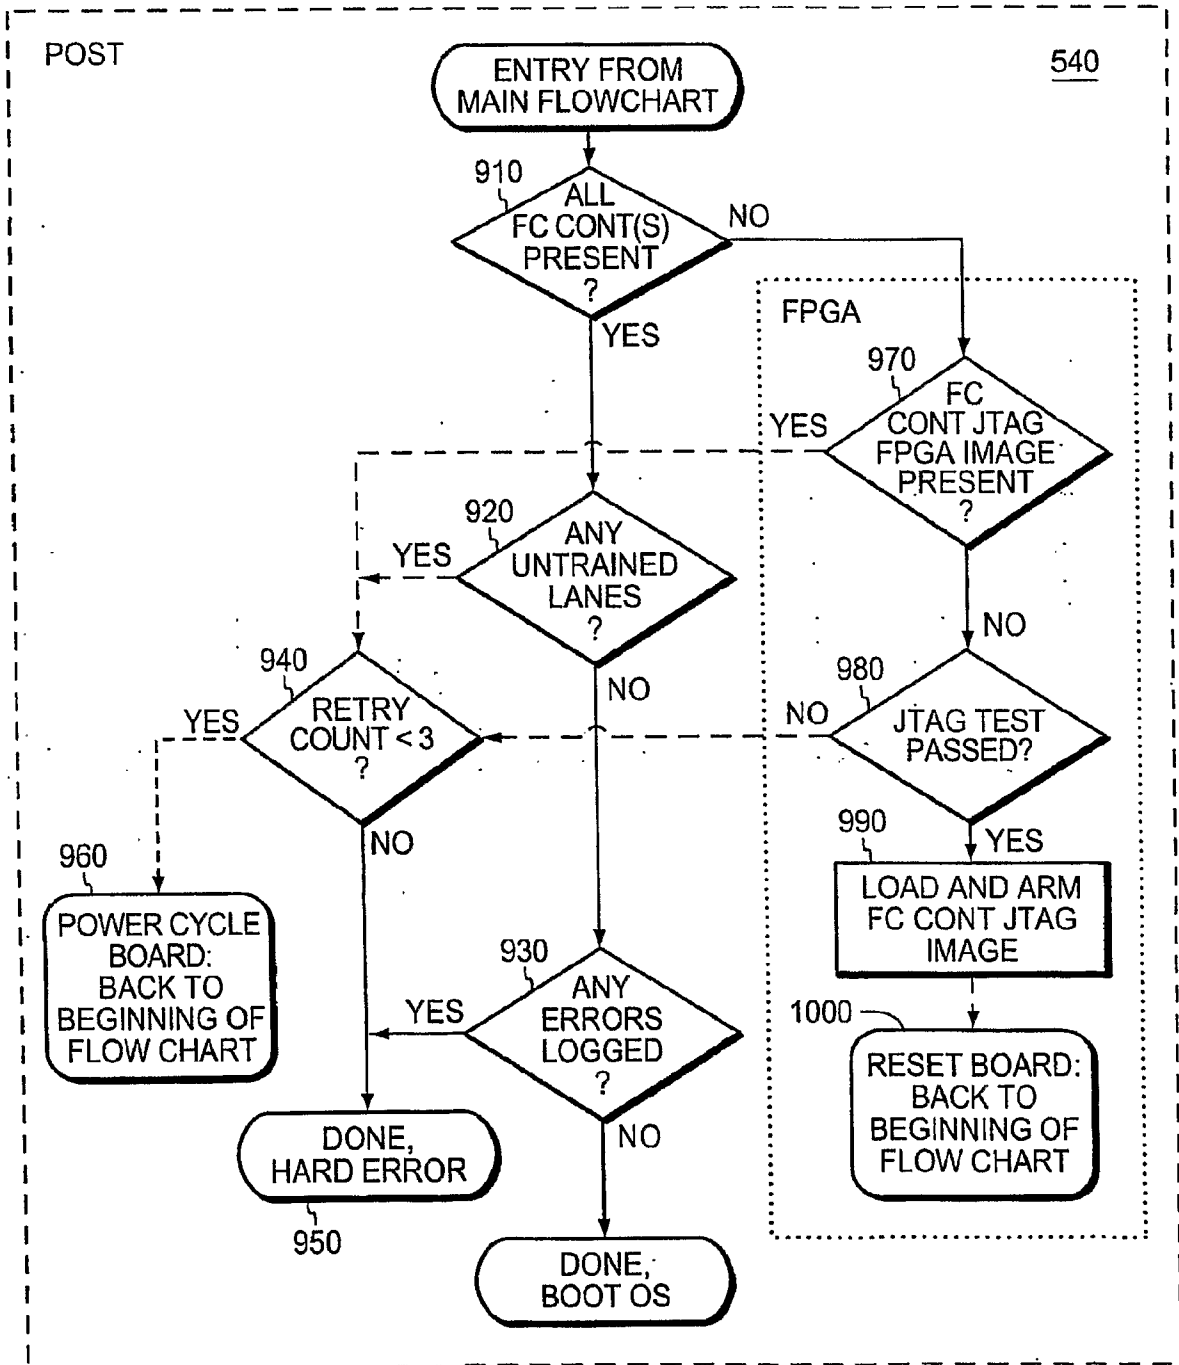 POST
540
ENTRY FROM
MAIN FLOWCHART
910
ALL
FC CONT(S)
PRESENT
?
NO
YES
FPGA
970
FC
CONT JTAG
FPGA IMAGE
PRESENT
?
YES
NO
920
ANY
UNTRAINED
LANES
?
YES
NO
940
RETRY
COUNT < 3
?
YES
NO
980
JTAG TEST
PASSED?
NO
YES
990
LOAD AND ARM
FC CONT JTAG
IMAGE
960
POWER CYCLE
BOARD:
BACK TO
BEGINNING OF
FLOW CHART
930
ANY
ERRORS
LOGGED
?
YES
NO
1000
RESET BOARD:
BACK TO
BEGINNING OF
FLOW CHART
DONE,
HARD ERROR
950
DONE,
BOOT OS